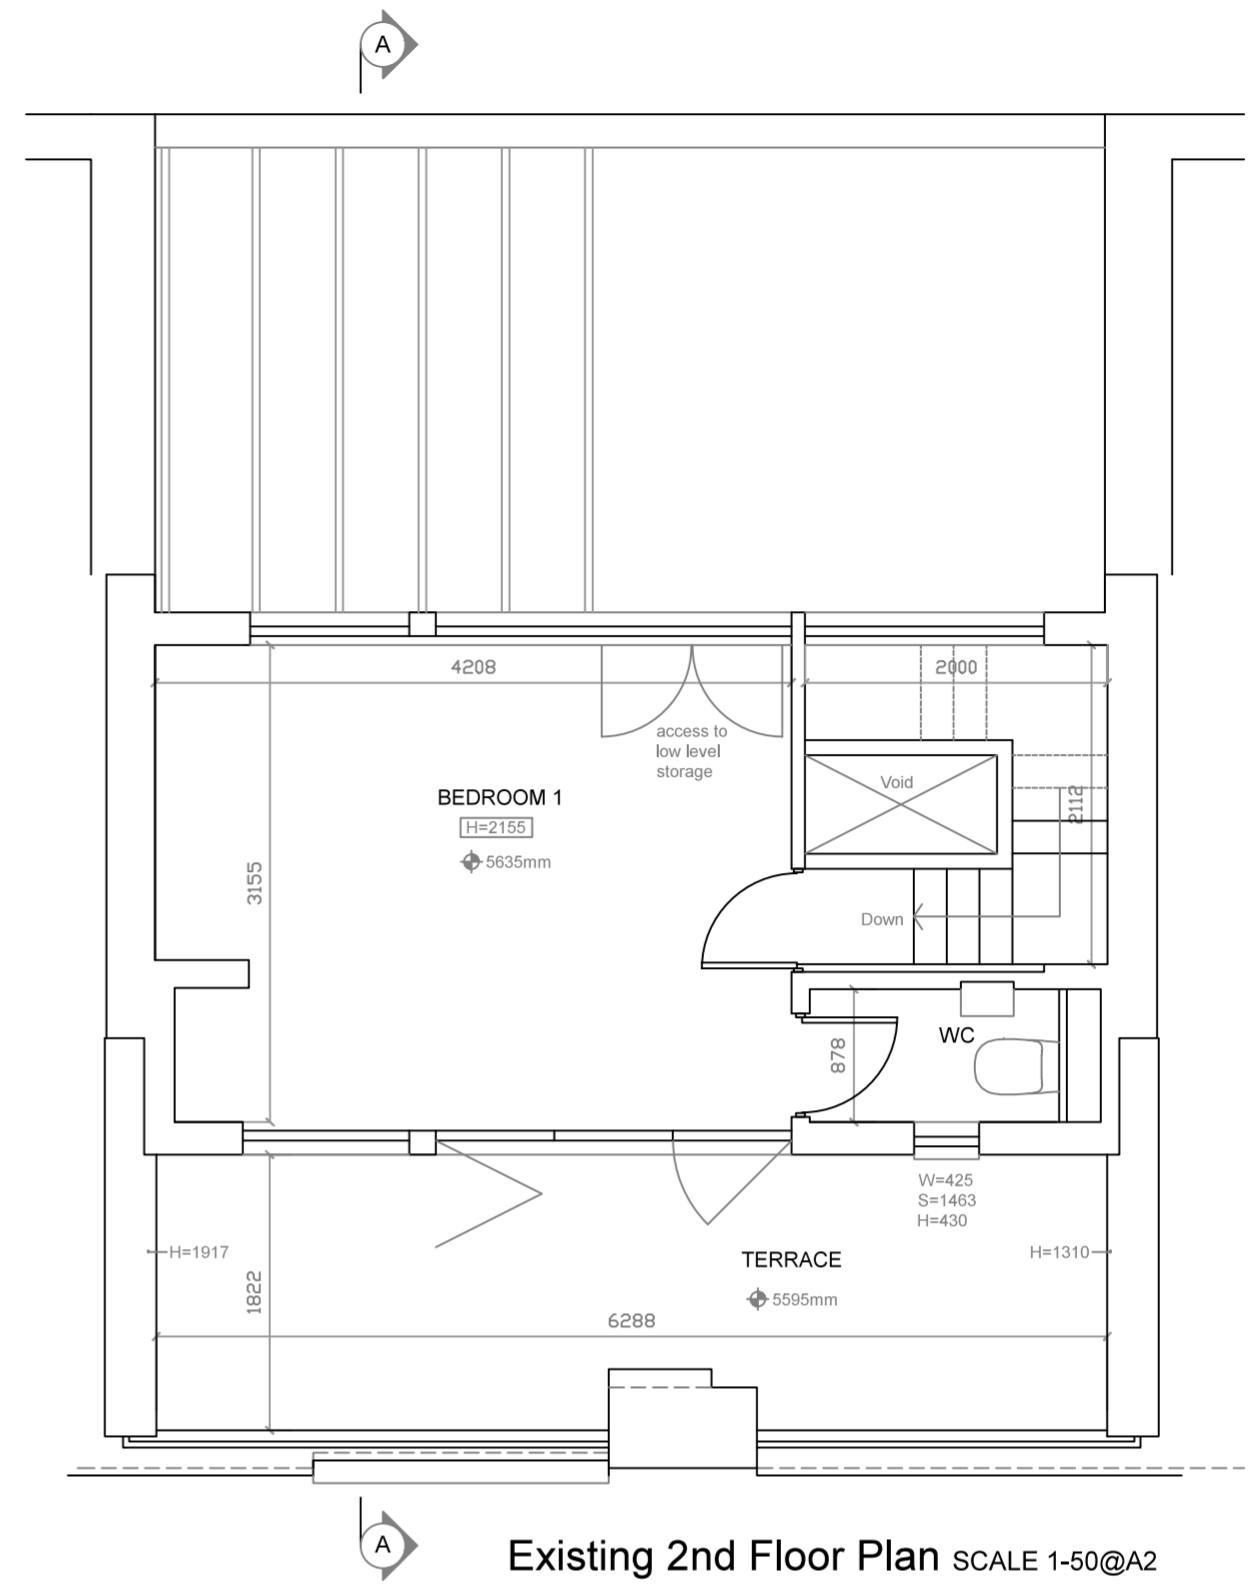 A
4208
2000
access to
low level
storage
Void
BEDROOM 1
H=2155
5635mm
2112
3155
Down
WC
878
W=425
S=1463
H=430
H=1917
TERRACE
H=1310
5595mm
1822
6288
A
Existing 2nd Floor Plan SCALE 1-50@A2